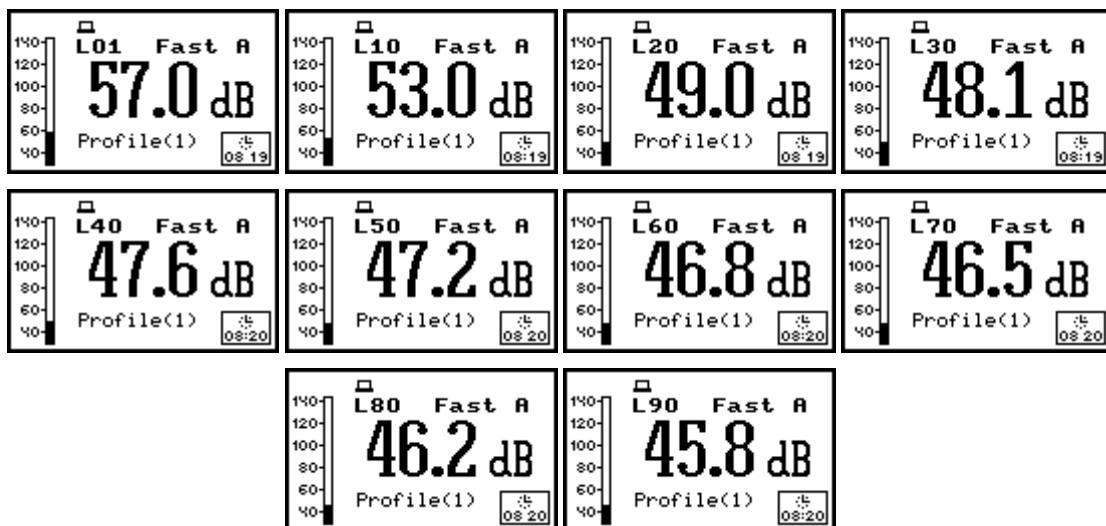 L01 Fast A
140
120
100
80
60
40
57.0 dB
Profile(1)
08 19
L10 Fast A
140
120
100
80
60
40
53.0 dB
Profile(1)
08:19
L20 Fast A
140
120
100
80
60
40
49.0 dB
Profile(1)
08 19
L30 Fast A
140
120
100
80
60
40
48.1 dB
Profile(1)
08:19
L40 Fast A
140
120
100
80
60
40
47.6 dB
Profile(1)
08:20
L50 Fast A
140
120
100
80
60
40
47.2 dB
Profile(1)
08 20
L60 Fast A
140
120
100
80
60
40
46.8 dB
Profile(1)
08:20
L70 Fast A
140
120
100
80
60
40
46.5 dB
Profile(1)
08 20
L80 Fast A
140
120
100
80
60
40
46.2 dB
Profile(1)
08 20
L90 Fast A
140
120
100
80
60
40
45.8 dB
Profile(1)
08:20